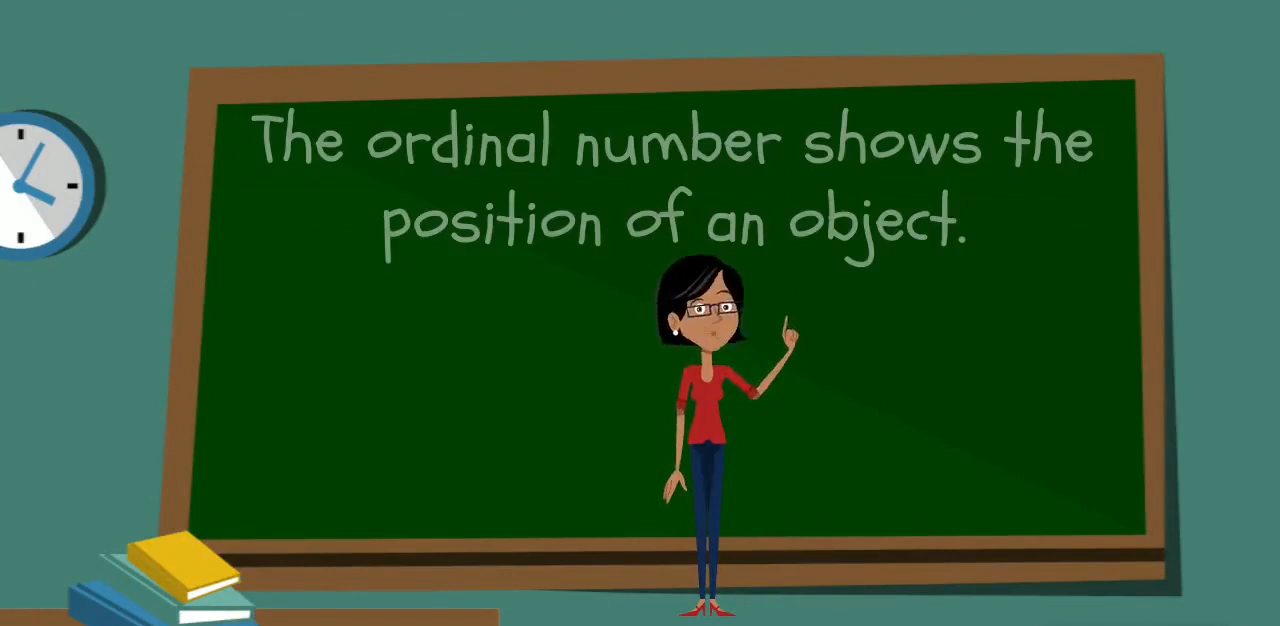 The ordinal number shows the
position of an object.